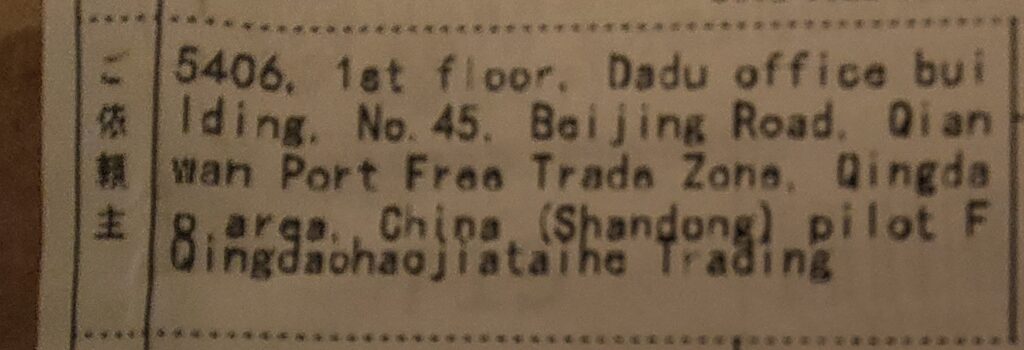 ご依頼主
5406, 1st floor, Dadu office bui
lding, No. 45, Beijing Road, Qian
wan Port Free Trade Zone, Qingda
o area, China (Shandong) pilot F
Qingdaohaojiataihe Trading